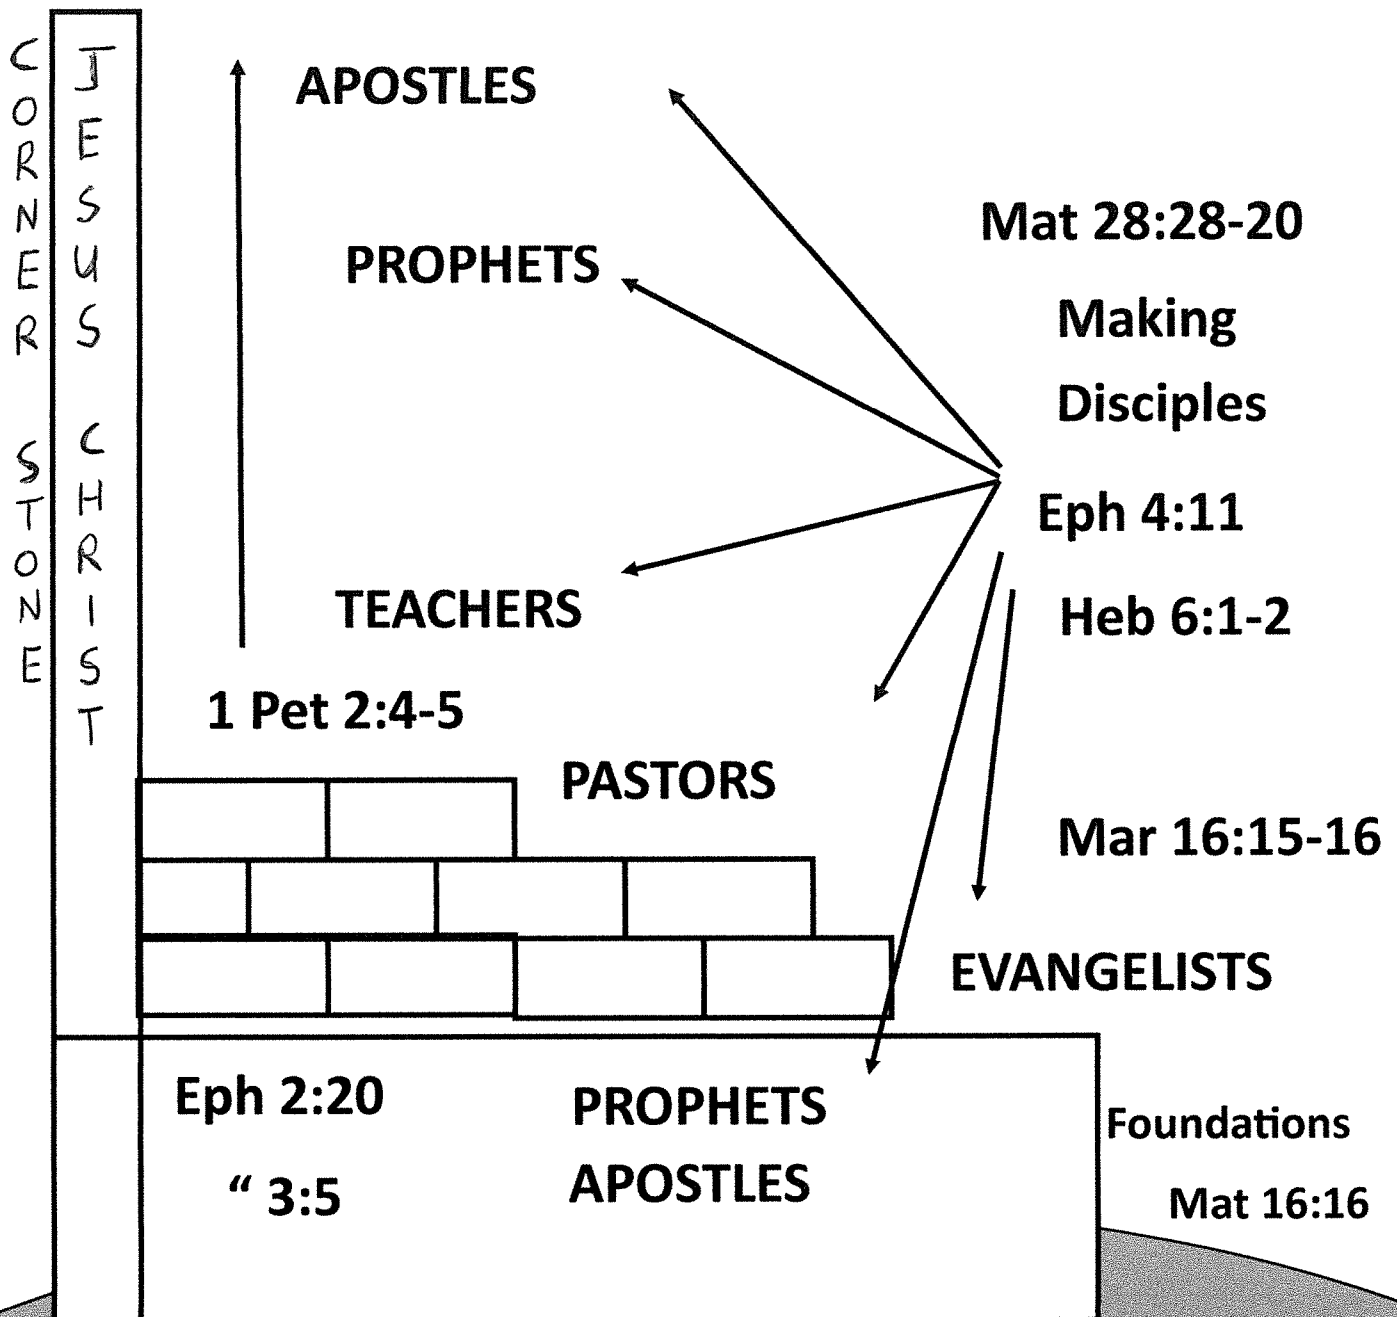 CORNER STONE
JESUS CHRIST
APOSTLES
Mat 28:28-20
PROPHETS
Making
Disciples
Eph 4:11
TEACHERS
Heb 6:1-2
1 Pet 2:4-5
PASTORS
Mar 16:15-16
EVANGELISTS
Eph 2:20
PROPHETS
Foundations
“ 3:5
APOSTLES
Mat 16:16